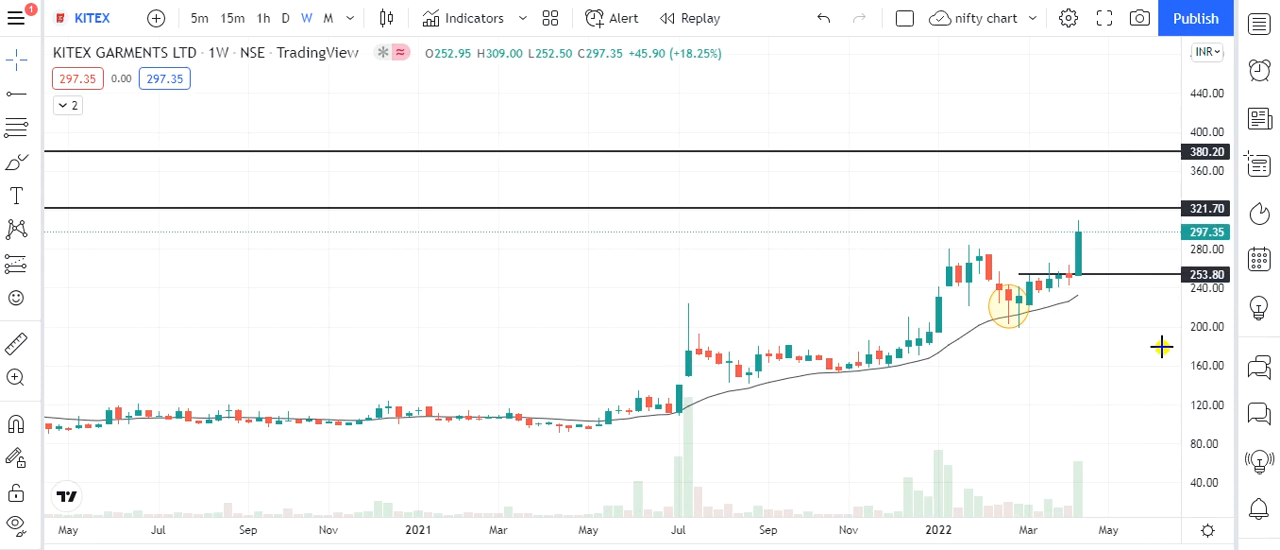 1
KITEX
5m 15m 1h D W M
Indicators
Alert
Replay
nifty chart
Publish
KITEX GARMENTS LTD · 1W · NSE · TradingView
O252.95 H309.00 L252.50 C297.35 +45.90 (+18.25%)
INR
297.35 0.00 297.35
2
440.00
400.00
380.20
360.00
321.70
297.35
280.00
253.80
240.00
200.00
160.00
120.00
80.00
40.00
T
May Jul Sep Nov 2021 Mar May Jul Sep Nov 2022 Mar May